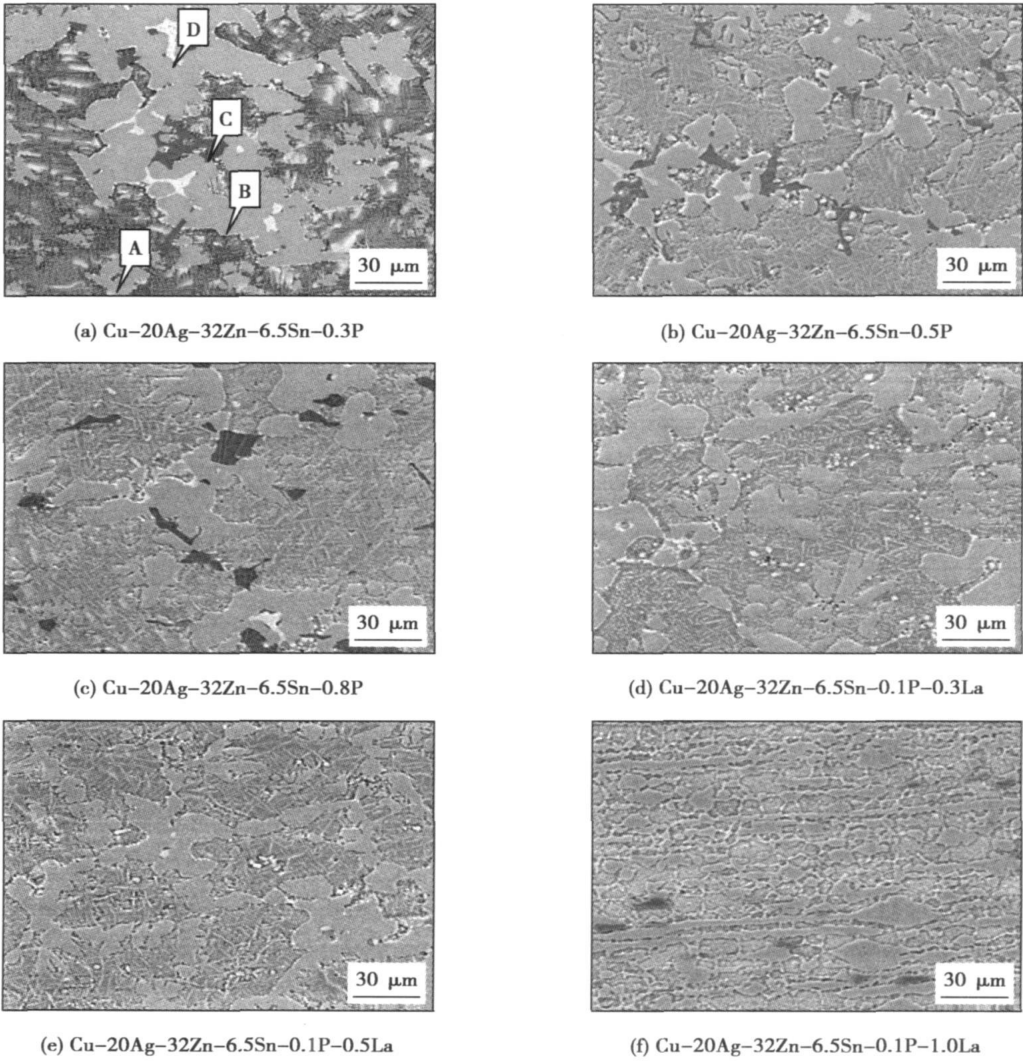 D
C
B
A
30 μm
30 μm
(a) Cu-20Ag-32Zn-6.5Sn-0.3P
(b) Cu-20Ag-32Zn-6.5Sn-0.5P
30 μm
30 μm
(c) Cu-20Ag-32Zn-6.5Sn-0.8P
(d) Cu-20Ag-32Zn-6.5Sn-0.1P-0.3La
30 μm
30 μm
(e) Cu-20Ag-32Zn-6.5Sn-0.1P-0.5La
(f) Cu-20Ag-32Zn-6.5Sn-0.1P-1.0La